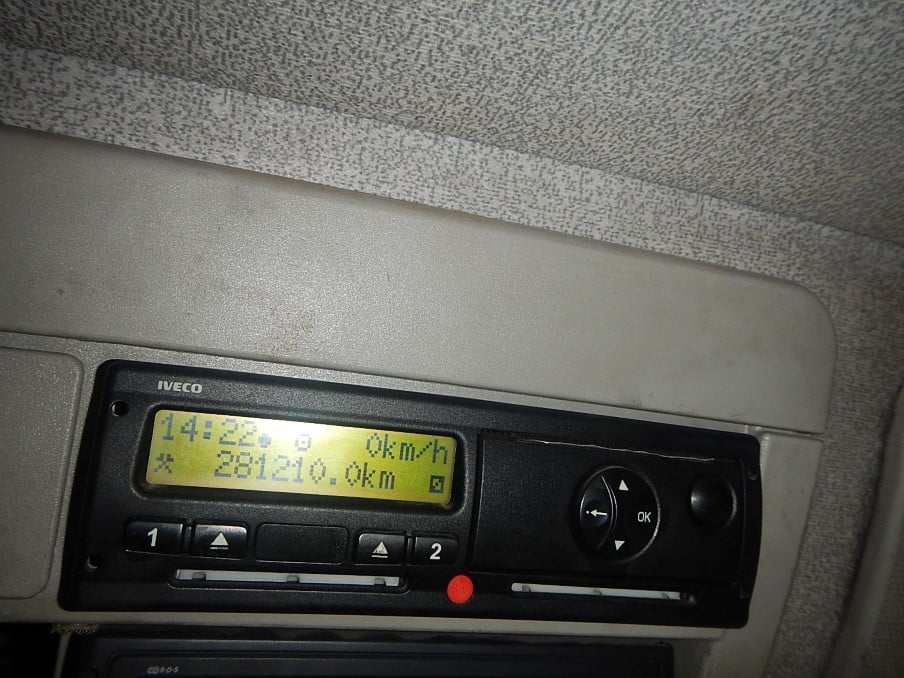 IVECO
14:22 0km/h
281210.0km
1 2
OK
R·D·S